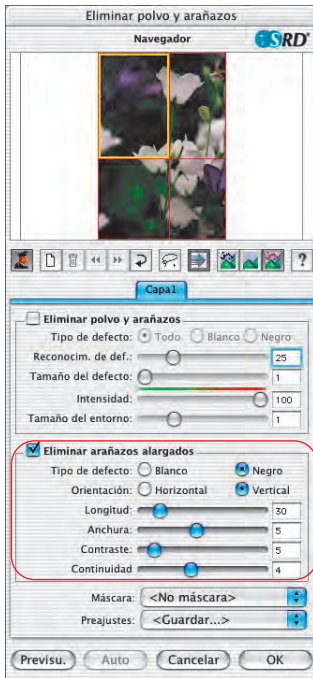 Eliminar polvo y arañazos
Navegador SRD®
?
Capa1
Eliminar polvo y arañazos
Tipo de defecto: Todo Blanco Negro
Reconocim. de def.: 25
Tamaño del defecto: 1
Intensidad: 100
Tamaño del entorno: 1
Eliminar arañazos alargados
Tipo de defecto: Blanco Negro
Orientación: Horizontal Vertical
Longitud: 30
Anchura: 5
Contraste: 5
Continuidad 4
Máscara: <No máscara>
Preajustes: <Guardar...>
Previsu. Auto Cancelar OK